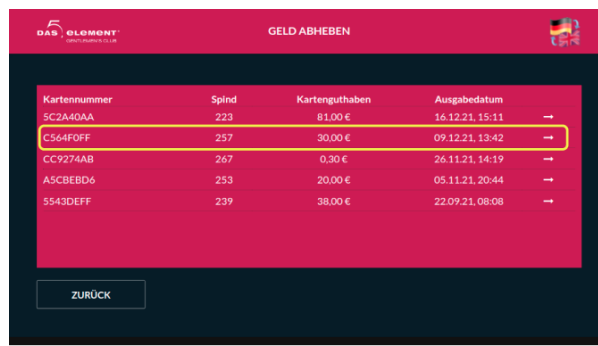 DAS 5 element
GENTLEMEN'S CLUB
GELD ABHEBEN
Kartennummer Spind Kartenguthaben Ausgabedatum
5C2A40AA 223 81,00 € 16.12.21, 15:11 →
C564F0FF 257 30,00 € 09.12.21, 13:42 →
CC9274AB 267 0,30 € 26.11.21, 14:19 →
A5CBEBD6 253 20,00 € 05.11.21, 20:44 →
5543DEFF 239 38,00 € 22.09.21, 08:08 →
ZURÜCK